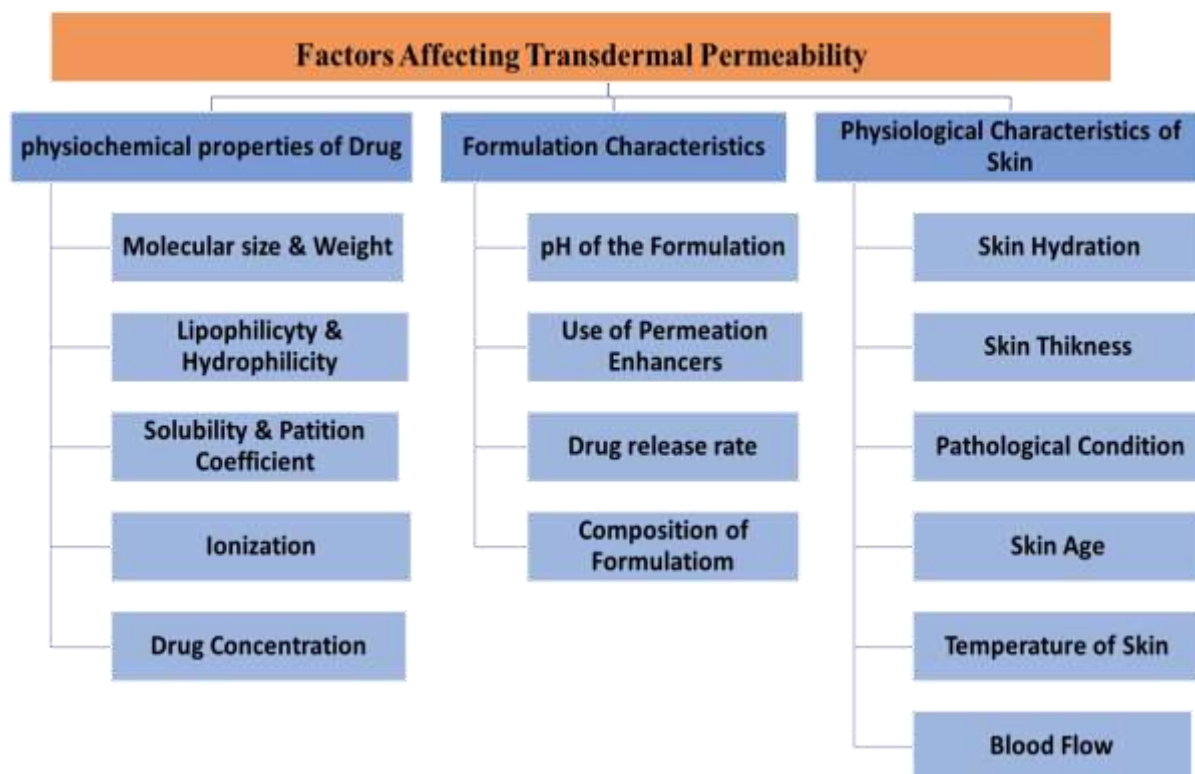 Factors Affecting Transdermal Permeability
physiochemical properties of Drug
Molecular size & Weight
Lipophilicyty &
Hydrophilicity
Solubility & Patition
Coefficient
Ionization
Drug Concentration
Formulation Characteristics
pH of the Formulation
Use of Permeation
Enhancers
Drug release rate
Composition of
Formulatiom
Physiological Characteristics of
Skin
Skin Hydration
Skin Thikness
Pathological Condition
Skin Age
Temperature of Skin
Blood Flow